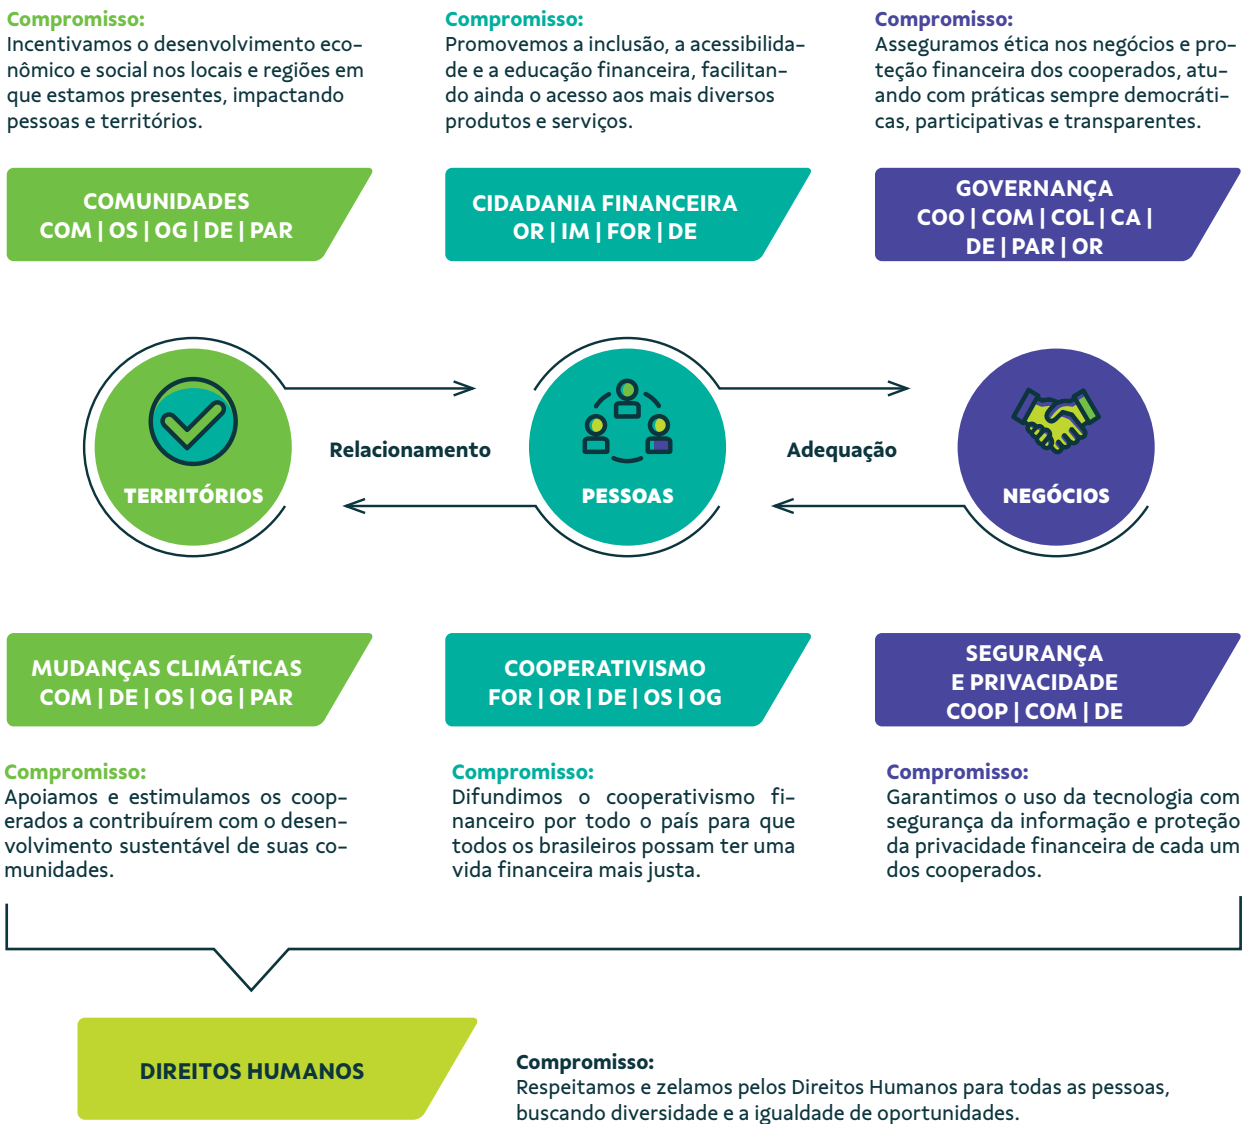 Compromisso:
Incentivamos o desenvolvimento eco-
nômico e social nos locais e regiões em
que estamos presentes, impactando
pessoas e territórios.
Compromisso:
Promovemos a inclusão, a acessibilida-
de e a educação financeira, facilitan-
do ainda o acesso aos mais diversos
produtos e serviços.
Compromisso:
Asseguramos ética nos negócios e pro-
teção financeira dos cooperados, atu-
ando com práticas sempre democráti-
cas, participativas e transparentes.
COMUNIDADES
COM | OS | OG | DE | PAR
CIDADANIA FINANCEIRA
OR | IM | FOR | DE
GOVERNANÇA
COO | COM | COL | CA |
DE | PAR | OR
TERRITÓRIOS
Relacionamento
PESSOAS
Adequação
NEGÓCIOS
MUDANÇAS CLIMÁTICAS
COM | DE | OS | OG | PAR
COOPERATIVISMO
FOR | OR | DE | OS | OG
SEGURANÇA
E PRIVACIDADE
COOP | COM | DE
Compromisso:
Apoiamos e estimulamos os coop-
erados a contribuírem com o desen-
volvimento sustentável de suas co-
munidades.
Compromisso:
Difundimos o cooperativismo fi-
nanceiro por todo o país para que
todos os brasileiros possam ter uma
vida financeira mais justa.
Compromisso:
Garantimos o uso da tecnologia com
segurança da informação e proteção
da privacidade financeira de cada um
dos cooperados.
DIREITOS HUMANOS
Compromisso:
Respeitamos e zelamos pelos Direitos Humanos para todas as pessoas,
buscando diversidade e a igualdade de oportunidades.